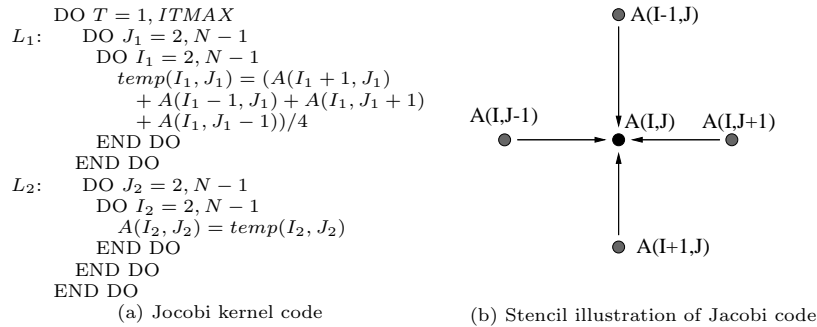 DO T = 1, ITMAX
L1: DO J1 = 2, N − 1
DO I1 = 2, N − 1
temp(I1, J1) = (A(I1 + 1, J1)
+ A(I1 − 1, J1) + A(I1, J1 + 1)
+ A(I1, J1 − 1))/4
END DO
END DO
L2: DO J2 = 2, N − 1
DO I2 = 2, N − 1
A(I2, J2) = temp(I2, J2)
END DO
END DO
END DO
(a) Jocobi kernel code
A(I-1,J)
A(I,J-1)
A(I,J)
A(I,J+1)
A(I+1,J)
(b) Stencil illustration of Jacobi code